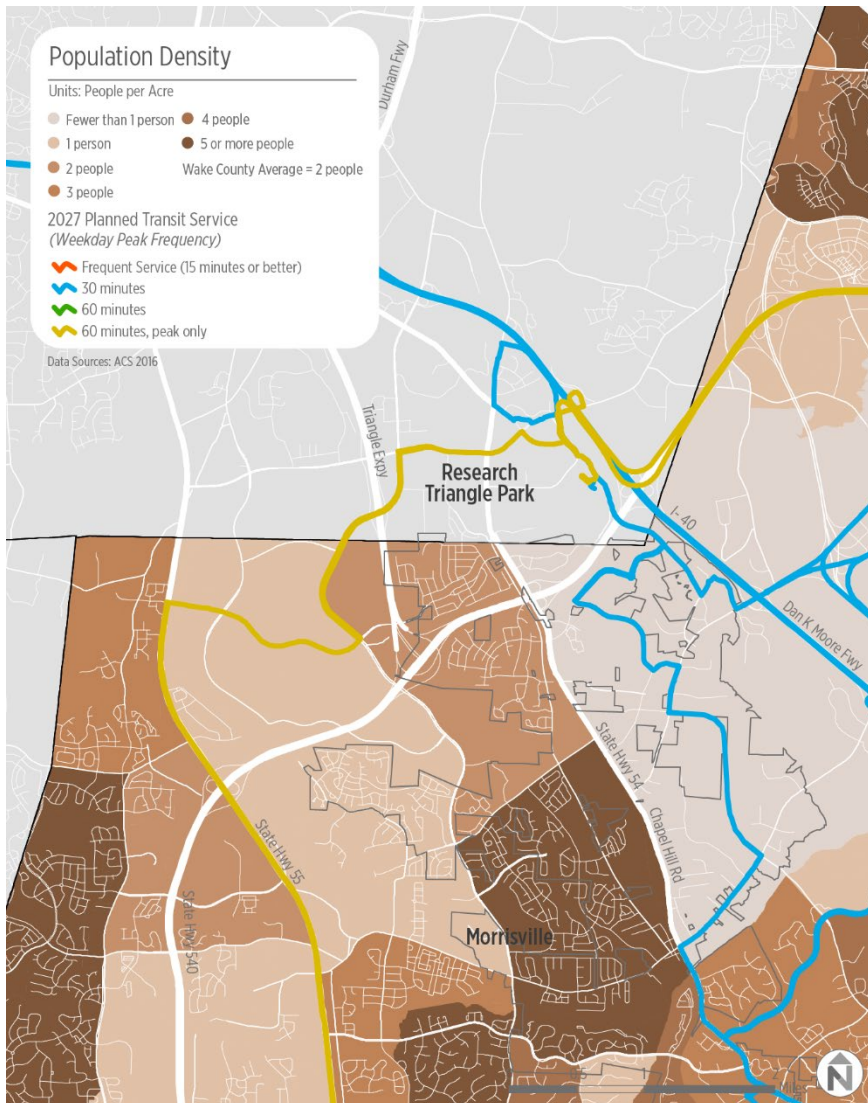 Population Density
Units: People per Acre
Fewer than 1 person
1 person
2 people
3 people
4 people
5 or more people
Wake County Average = 2 people
2027 Planned Transit Service
(Weekday Peak Frequency)
Frequent Service (15 minutes or better)
30 minutes
60 minutes
60 minutes, peak only
Data Sources: ACS 2016
Durham Fwy
Triangle Expy
Research
Triangle Park
I- 40
Dan K Moore Fwy
State Hwy 54
Chapel Hill Rd
State Hwy 55
State Hwy 540
Morrisville
N